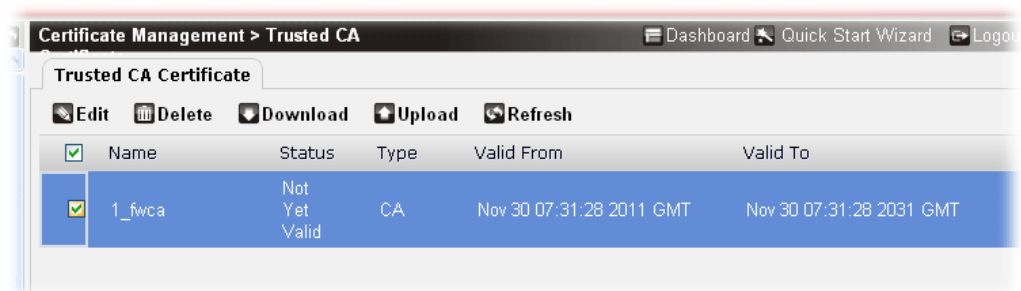 Certificate Management > Trusted CA
Dashboard Quick Start Wizard
Trusted CA Certificate
Edit Delete Download Upload Refresh
Name Status Type Valid From Valid To
1_fwca Not Yet Valid CA Nov 30 07:31:28 2011 GMT Nov 30 07:31:28 2031 GMT